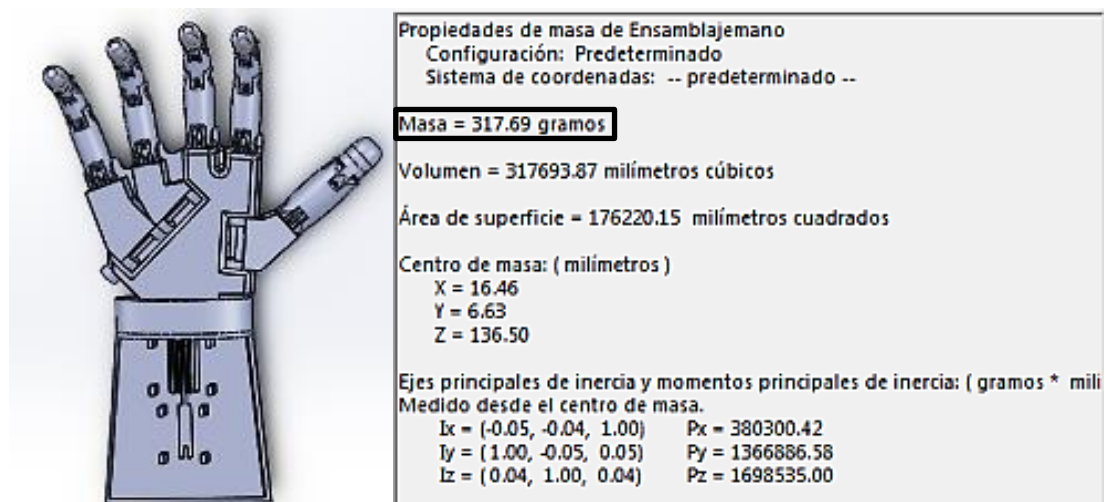 Propiedades de masa de Ensamblajemano
Configuración: Predeterminado
Sistema de coordenadas: -- predeterminado --
Masa = 317.69 gramos
Volumen = 317693.87 milímetros cúbicos
Área de superficie = 176220.15 milímetros cuadrados
Centro de masa: ( milímetros )
X = 16.46
Y = 6.63
Z = 136.50
Ejes principales de inercia y momentos principales de inercia: ( gramos * mili
Medido desde el centro de masa.
Ix = (-0.05, -0.04, 1.00) Px = 380300.42
Iy = (1.00, -0.05, 0.05) Py = 1366886.58
Iz = (0.04, 1.00, 0.04) Pz = 1698535.00